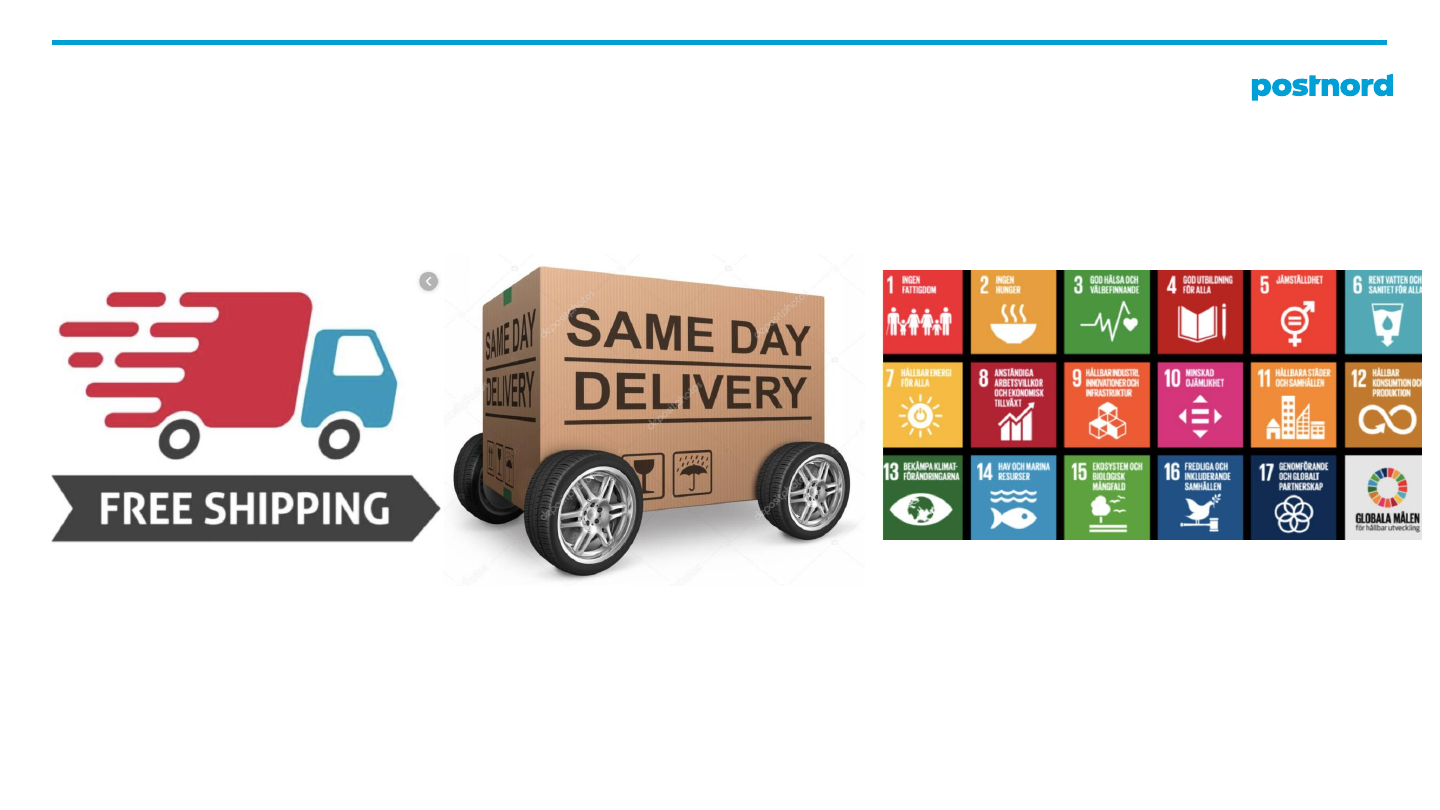 postnord
FREE SHIPPING
SAME DAY
DELIVERY
SAME DAY
DELIVERY
depositphotos
1 INGEN
FATTIGDOM
2 INGEN
HUNGER
3 GOD HÄLSA OCH
VÄLBEFINNANDE
4 GOD UTBILDNING
FÖR ALLA
5 JÄMSTÄLLDHET
6 RENT VATTEN OCH
SANITET FÖR ALLA
7 HÅLLBAR ENERGI
FÖR ALLA
8 ANSTÄNDIGA
ARBETSVILLKOR
OCH EKONOMISK
TILLVÄXT
9 HÅLLBAR INDUSTRI,
INNOVATIONER OCH
INFRASTRUKTUR
10 MINSKAD
OJÄMLIKHET
11 HÅLLBARA STÄDER
OCH SAMHÄLLEN
12 HÅLLBAR
KONSUMTION OCH
PRODUKTION
13 BEKÄMPA KLIMAT-
FÖRÄNDRINGARNA
14 HAV OCH MARINA
RESURSER
15 EKOSYSTEM OCH
BIOLOGISK
MÅNGFALD
16 FREDLIGA OCH
INKLUDERANDE
SAMHÄLLEN
17 GENOMFÖRANDE
OCH GLOBALT
PARTNERSKAP
GLOBALA MÅLEN
för hållbar utveckling